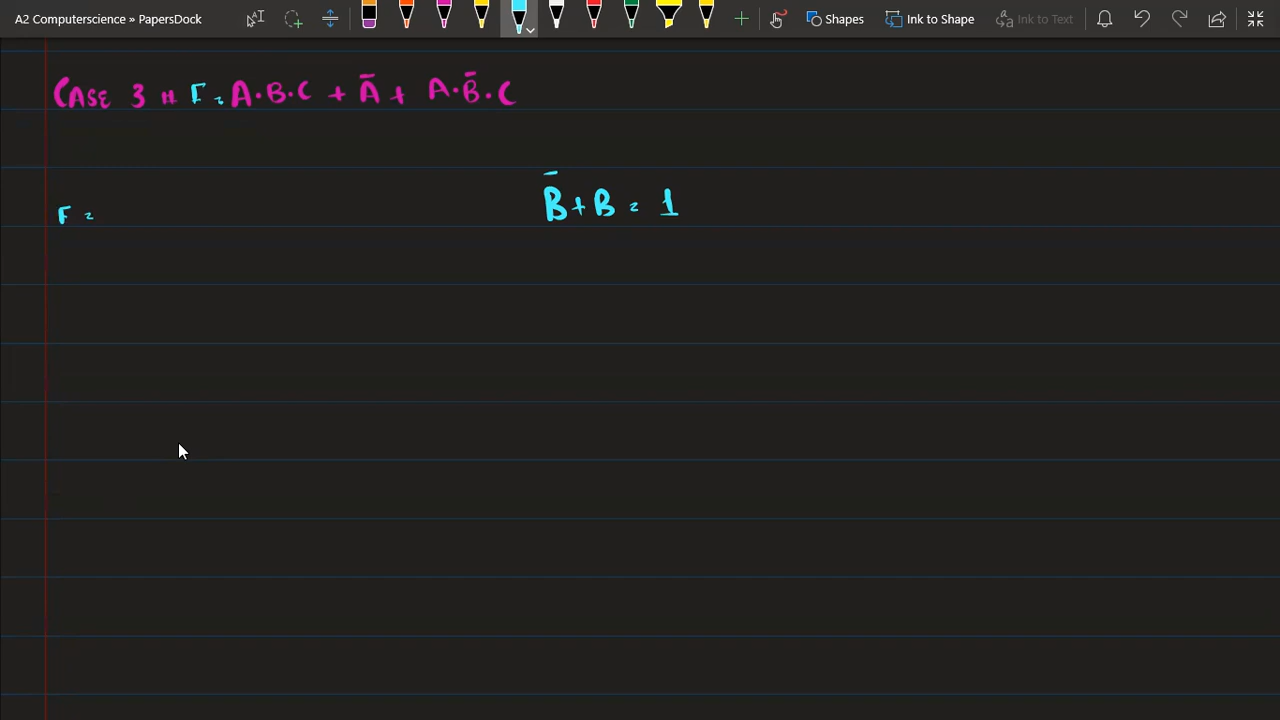 A2 Computerscience » PapersDock
Shapes
Ink to Shape
Ink to Text
CASE 3 :: F = A·B·C + Ā + A·B̄·C
B̄ + B = 1
F =